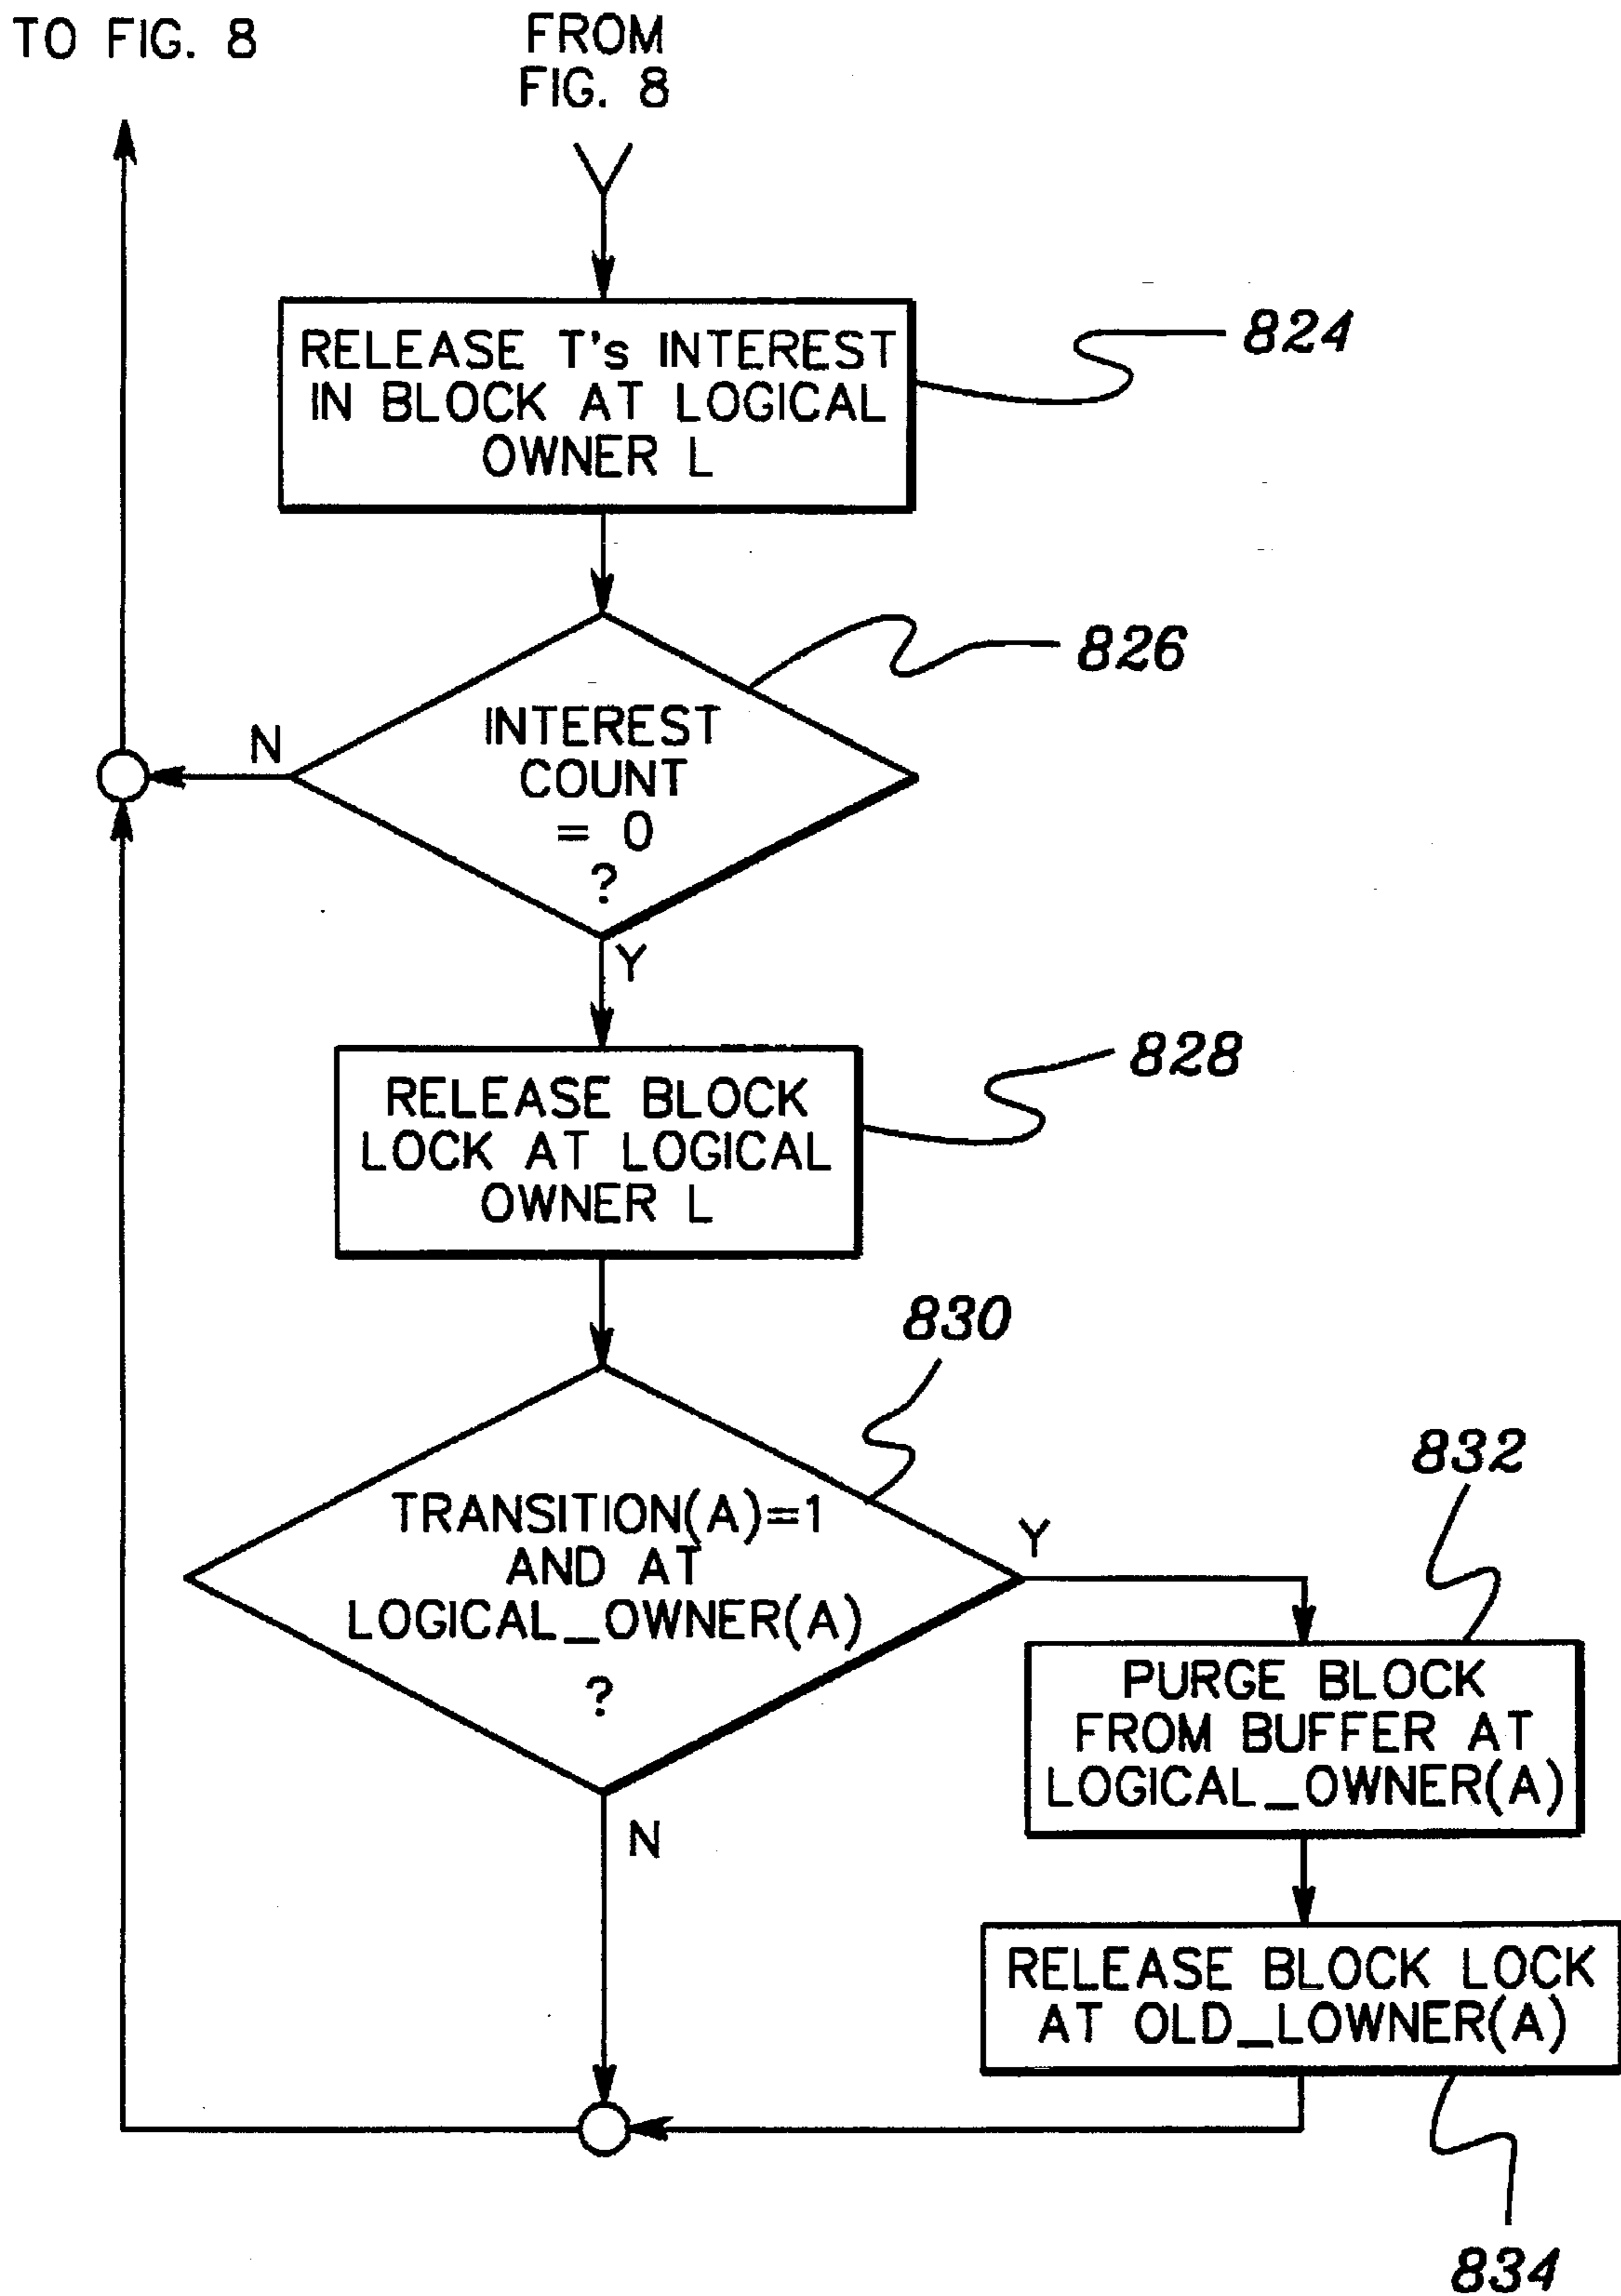 TO FIG. 8
FROM
FIG. 8
RELEASE T's INTEREST
IN BLOCK AT LOGICAL
OWNER L
824
INTEREST
COUNT
= 0
?
826
N
Y
RELEASE BLOCK
LOCK AT LOGICAL
OWNER L
828
TRANSITION(A)=1
AND AT
LOGICAL_OWNER(A)
?
830
Y
N
PURGE BLOCK
FROM BUFFER AT
LOGICAL_OWNER(A)
832
RELEASE BLOCK LOCK
AT OLD_LOWNER(A)
834